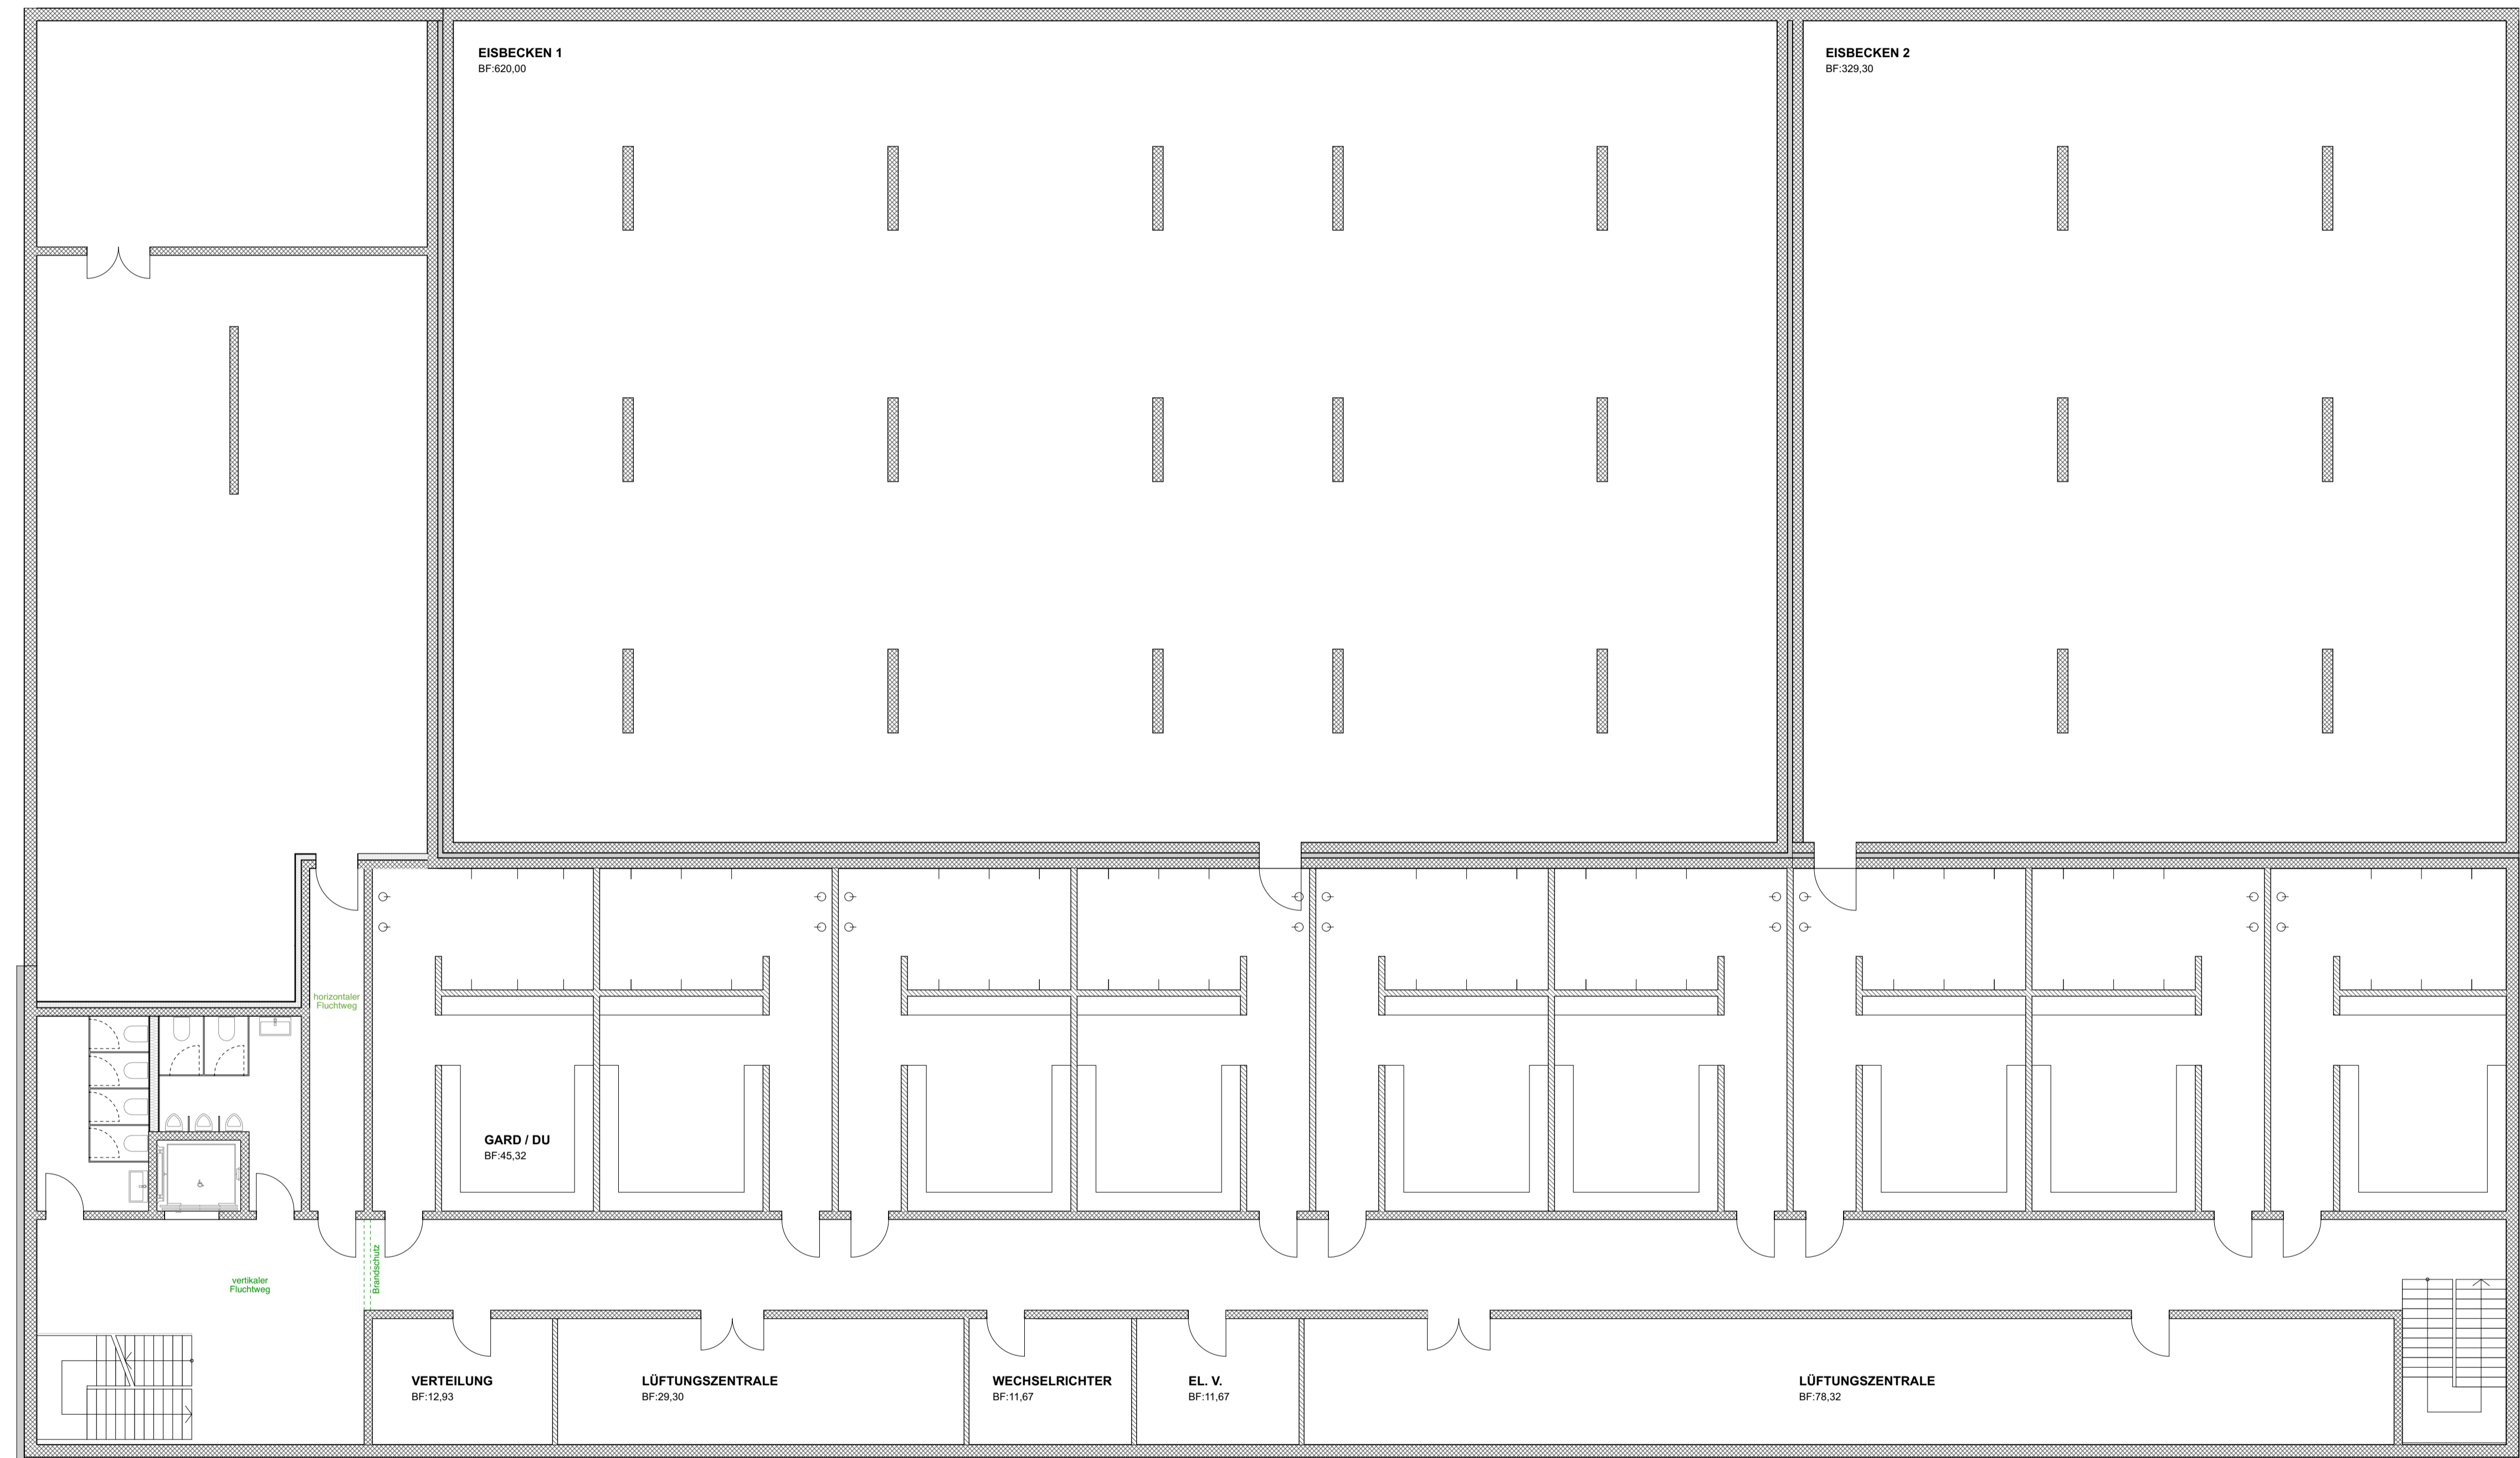 EISBECKEN 1
BF:620,00
EISBECKEN 2
BF:329,30
horizontaler
Fluchtweg
GARD / DU
BF:45,32
vertikaler
Fluchtweg
Brandschutz
VERTEILUNG
BF:12,93
LÜFTUNGSZENTRALE
BF:29,30
WECHSELRICHTER
BF:11,67
EL. V.
BF:11,67
LÜFTUNGSZENTRALE
BF:78,32